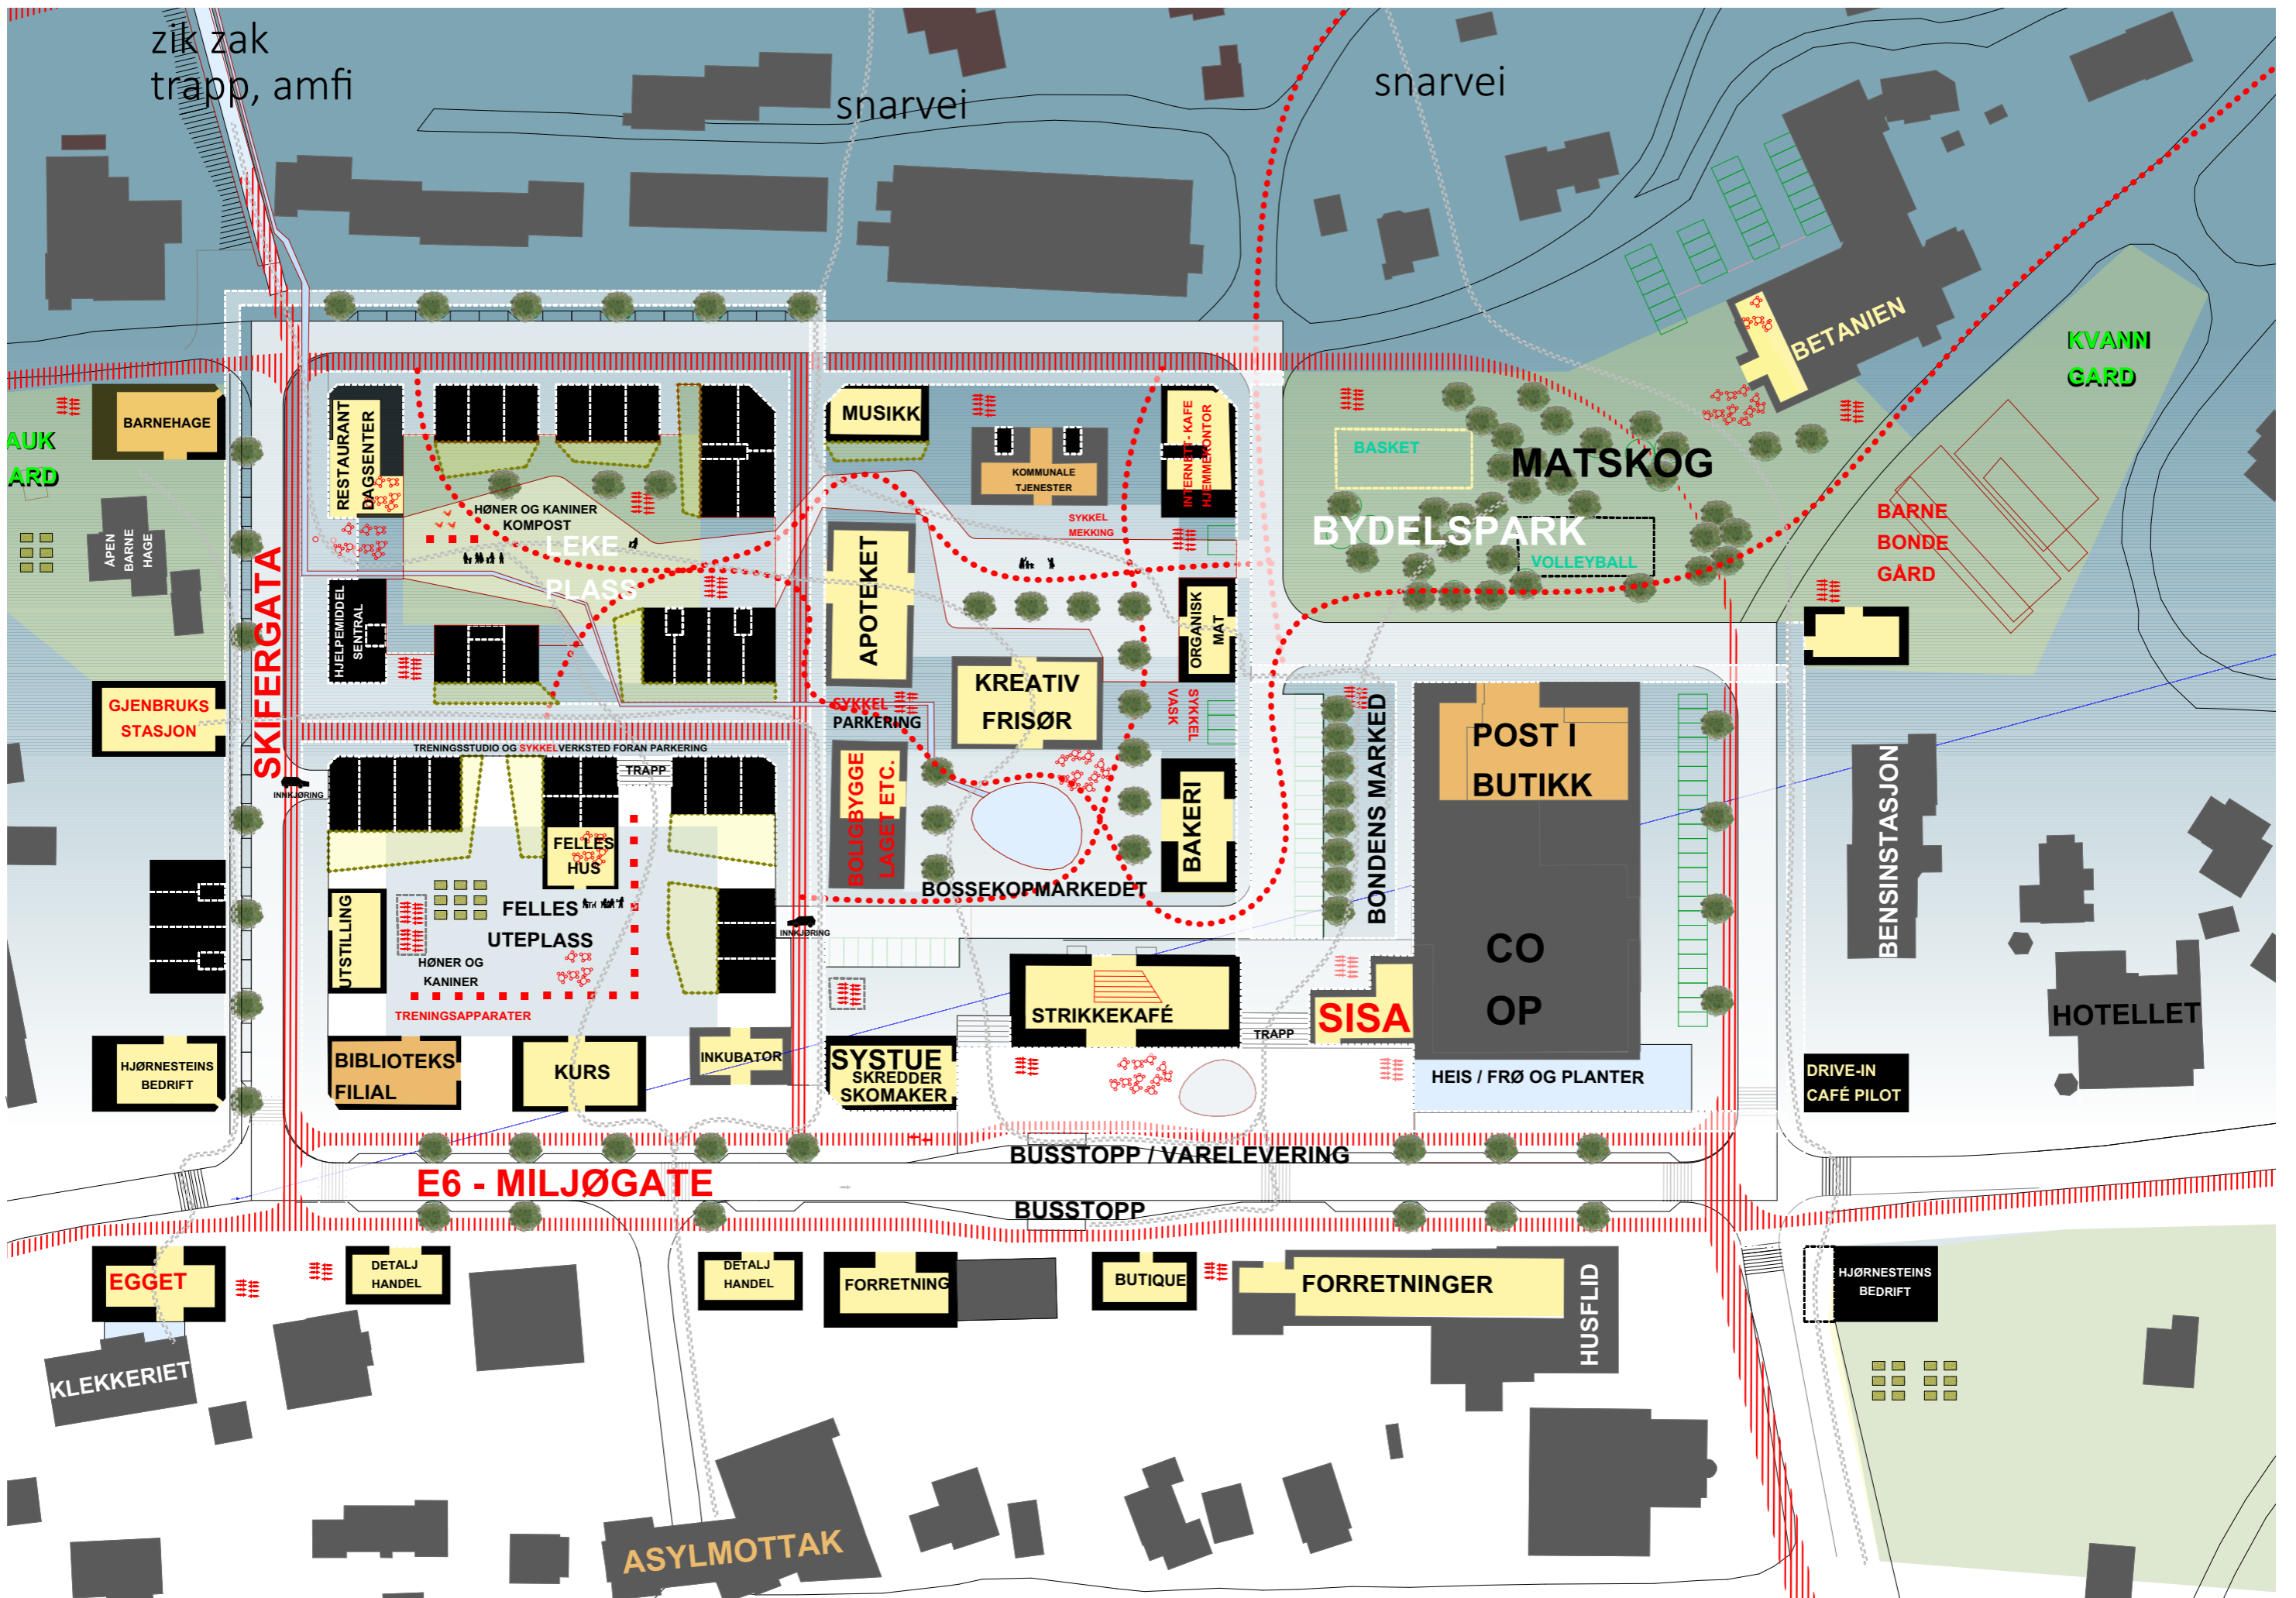 zik zak
trapp, amfi
snarvei
snarvei
BETANIEN
KVANN
GARD
BARNEHAGE
RESTAURANT
DAGSSENTER
MUSIKK
KOMMUNALE
TJENESTER
INTERNETT- KAFE
HJEMMEKONTOR
BASKET
MATSKOG
AUK
ARD
ÅPEN
BARNE
HAGE
HØNER OG KANINER
KOMPOST
LEKE
PLASS
SYKKEL
MEKKING
BYDELSPARK
VOLLEYBALL
BARNE
BONDE
GÅRD
APOTEKET
HJELPEMIDDEL
SENTRAL
ORGANISK
MAT
SKIFERGATA
GJENBRUKS
STASJON
KREATIV
FRISØR
SYKKEL
PARKERING
SYKKEL
VASK
TRENINGSSTUDIO OG SYKKELVERKSTED FORAN PARKERING
TRAPP
INNKJØRING
BOLIGBYGGE
LAGET ETC.
BAKERI
BONDENS MARKED
POST I
BUTIKK
BENSINSTASJON
FELLES
HUS
BOSSEKOPMARKEDET
UTSTILLING
FELLES
UTEPLASS
INNKJØRING
HØNER OG
KANINER
TRENINGSAPPARATER
CO
OP
HOTELLET
STRIKKEKAFÉ
TRAPP
SISA
HJØRNESTEINS
BEDRIFT
BIBLIOTEKS
FILIAL
KURS
INKUBATOR
SYSTUE
SKREDDER
SKOMAKER
HEIS / FRØ OG PLANTER
DRIVE-IN
CAFÉ PILOT
BUSSTOPP / VARELEVERING
E6 - MILJØGATE
BUSSTOPP
EGGET
DETALJ
HANDEL
DETALJ
HANDEL
FORRETNING
BUTIQUE
FORRETNINGER
HUSFLID
HJØRNESTEINS
BEDRIFT
KLEKKERIET
ASYLMOTTAK